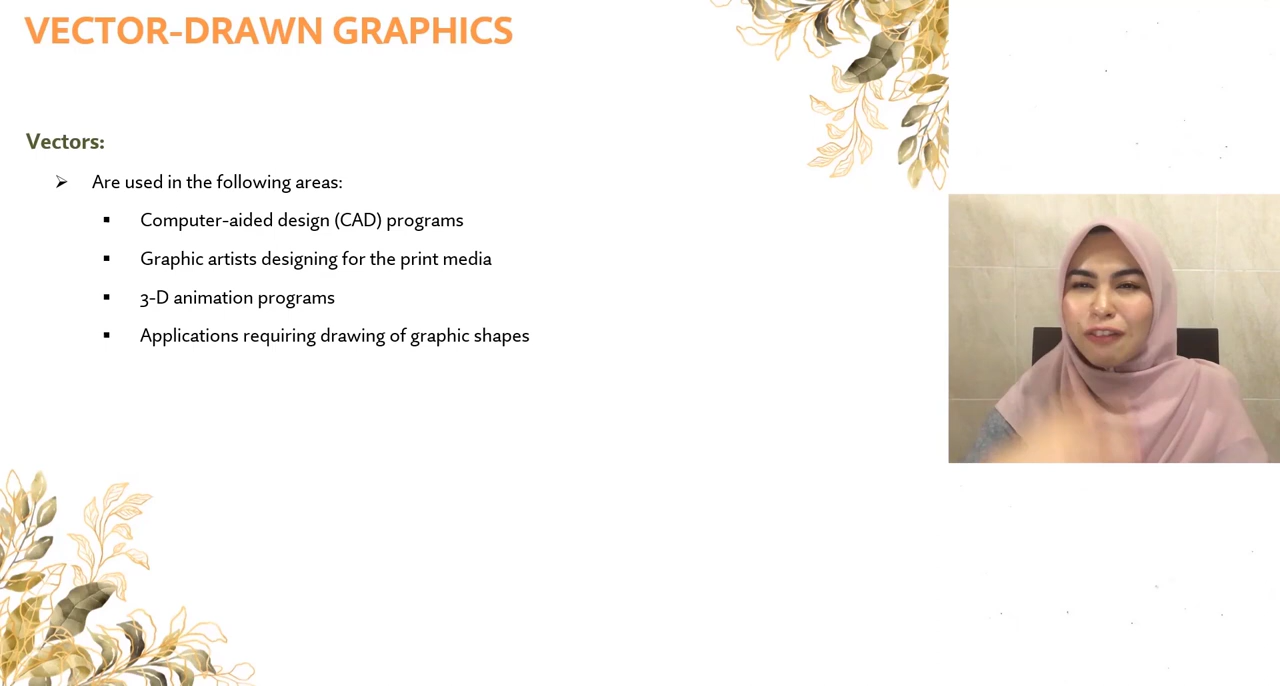 VECTOR-DRAWN GRAPHICS
Vectors:
Are used in the following areas:
Computer-aided design (CAD) programs
Graphic artists designing for the print media
3-D animation programs
Applications requiring drawing of graphic shapes